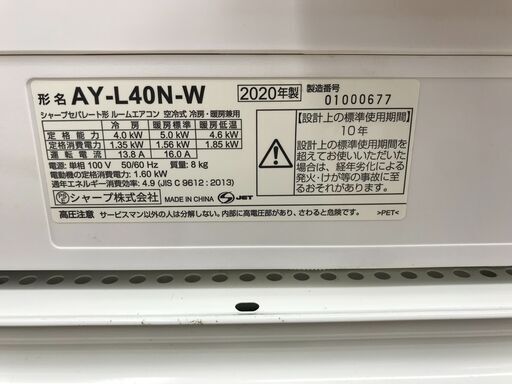 形名 AY-L40N-W 2020年製 製造番号 01000677
シャープセパレート形 ルームエアコン 空冷式 冷房・暖房兼用
冷房 暖房標準 暖房低温
定格能力 4.0 kW 5.0 kW 4.6 kW
定格消費電力 1.35 kW 1.56 kW 1.85 kW
運転電流 13.8 A 16.0 A
電源:単相 100 V 50/60 Hz 質量:8 kg
電動機の定格消費電力:1.60 kW
通年エネルギー消費効率:4.9 (JIS C 9612:2013)
シャープ株式会社 MADE IN CHINA JET
【設計上の標準使用期間】
10年
設計上の標準使用期間を
超えてお使いいただいた
場合は、経年劣化による
発火・けが等の事故に至
るおそれがあります。
高圧注意 サービスマン以外の人は分解しないで。内部に高電圧部があり、さわると危険です。 >PET<